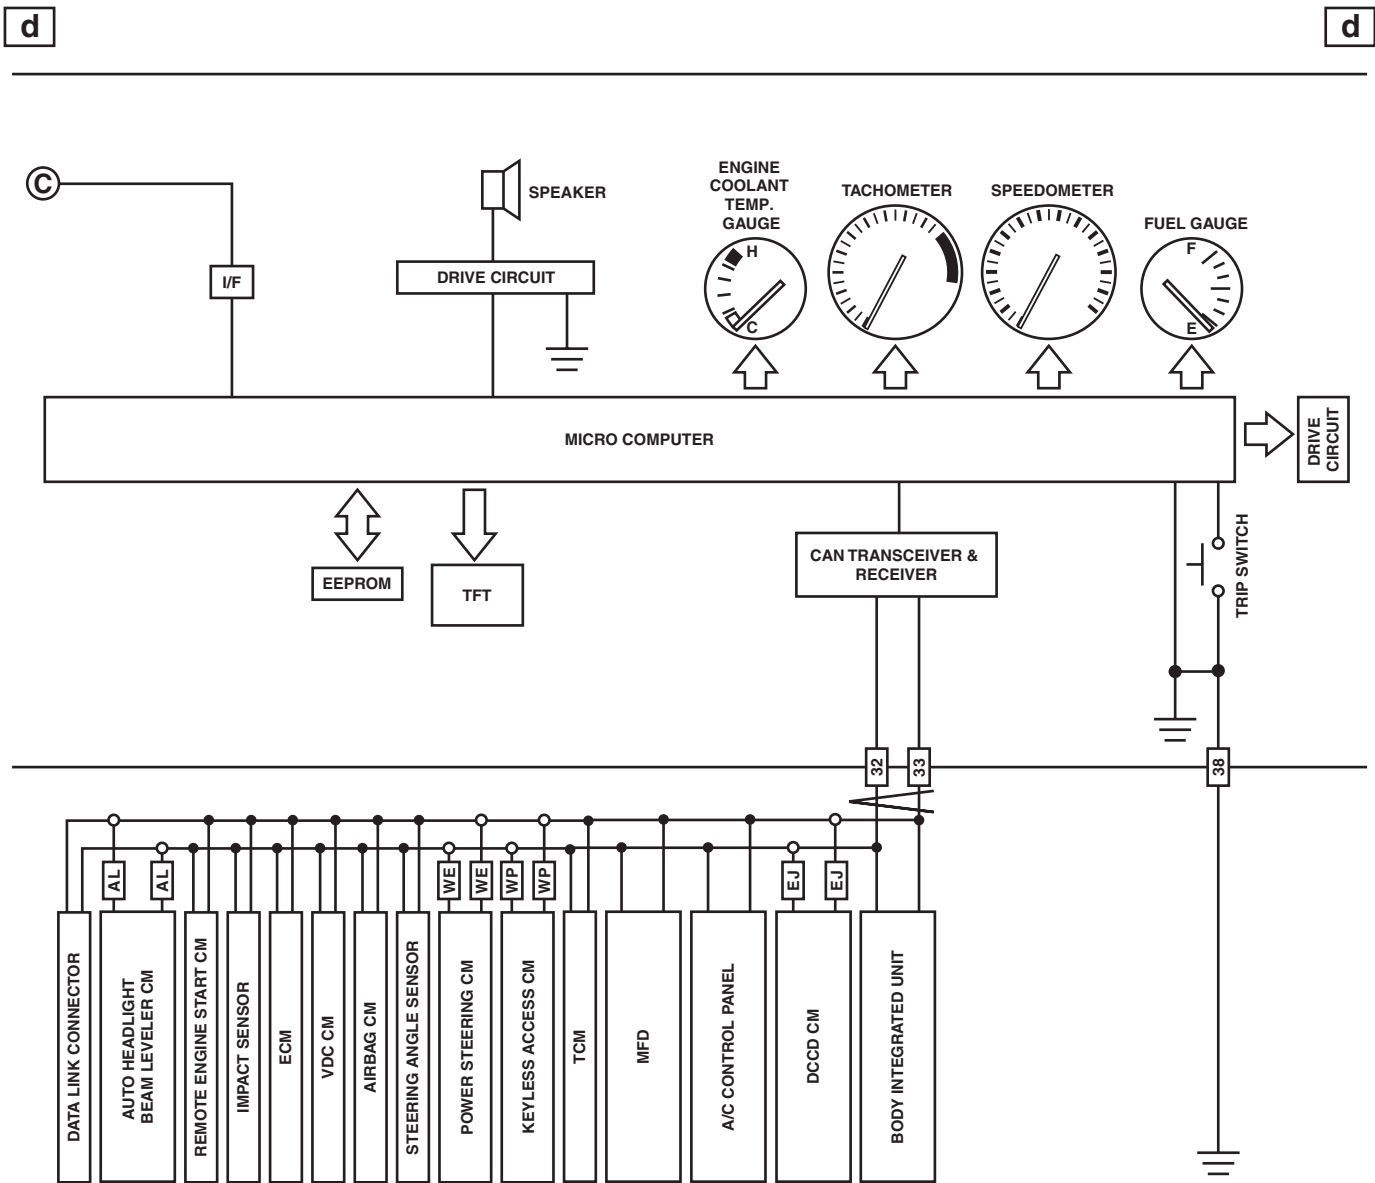 d
d
C
SPEAKER
ENGINE
COOLANT
TEMP.
GAUGE
TACHOMETER
SPEEDOMETER
FUEL GAUGE
H
C
F
E
I/F
DRIVE CIRCUIT
MICRO COMPUTER
DRIVE
CIRCUIT
EEPROM
TFT
CAN TRANSCEIVER &
RECEIVER
TRIP SWITCH
32
33
38
AL
AL
WE
WE
WP
WP
EJ
EJ
DATA LINK CONNECTOR
AUTO HEADLIGHT
BEAM LEVELER CM
REMOTE ENGINE START CM
IMPACT SENSOR
ECM
VDC CM
AIRBAG CM
STEERING ANGLE SENSOR
POWER STEERING CM
KEYLESS ACCESS CM
TCM
MFD
A/C CONTROL PANEL
DCCD CM
BODY INTEGRATED UNIT